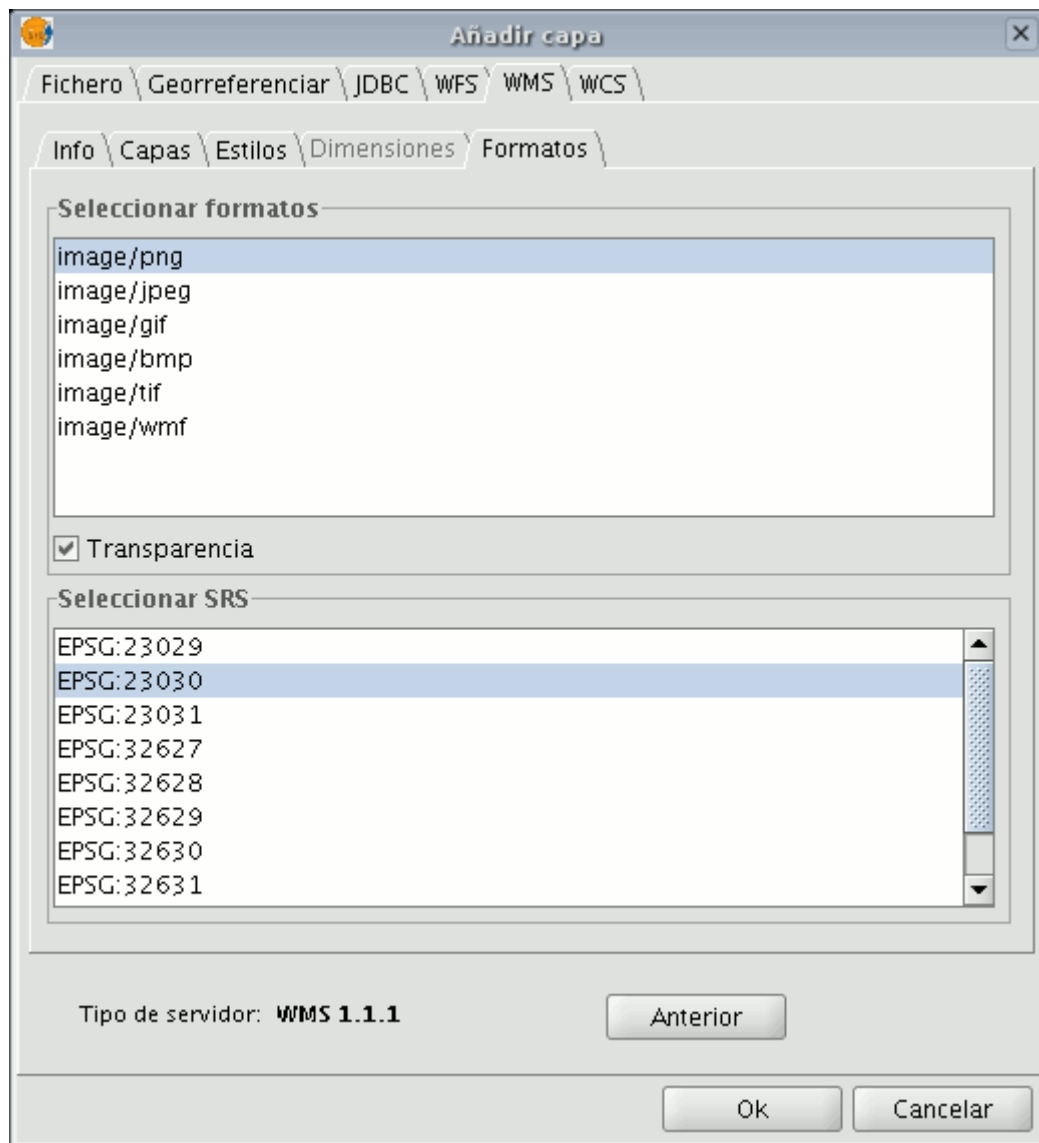 Añadir capa
Fichero Georreferenciar JDBC WFS WMS WCS
Info Capas Estilos Dimensiones Formatos
Seleccionar formatos
image/png
image/jpeg
image/gif
image/bmp
image/tif
image/wmf
Transparencia
Seleccionar SRS
EPSG:23029
EPSG:23030
EPSG:23031
EPSG:32627
EPSG:32628
EPSG:32629
EPSG:32630
EPSG:32631
Tipo de servidor: WMS 1.1.1 Anterior
Ok Cancelar